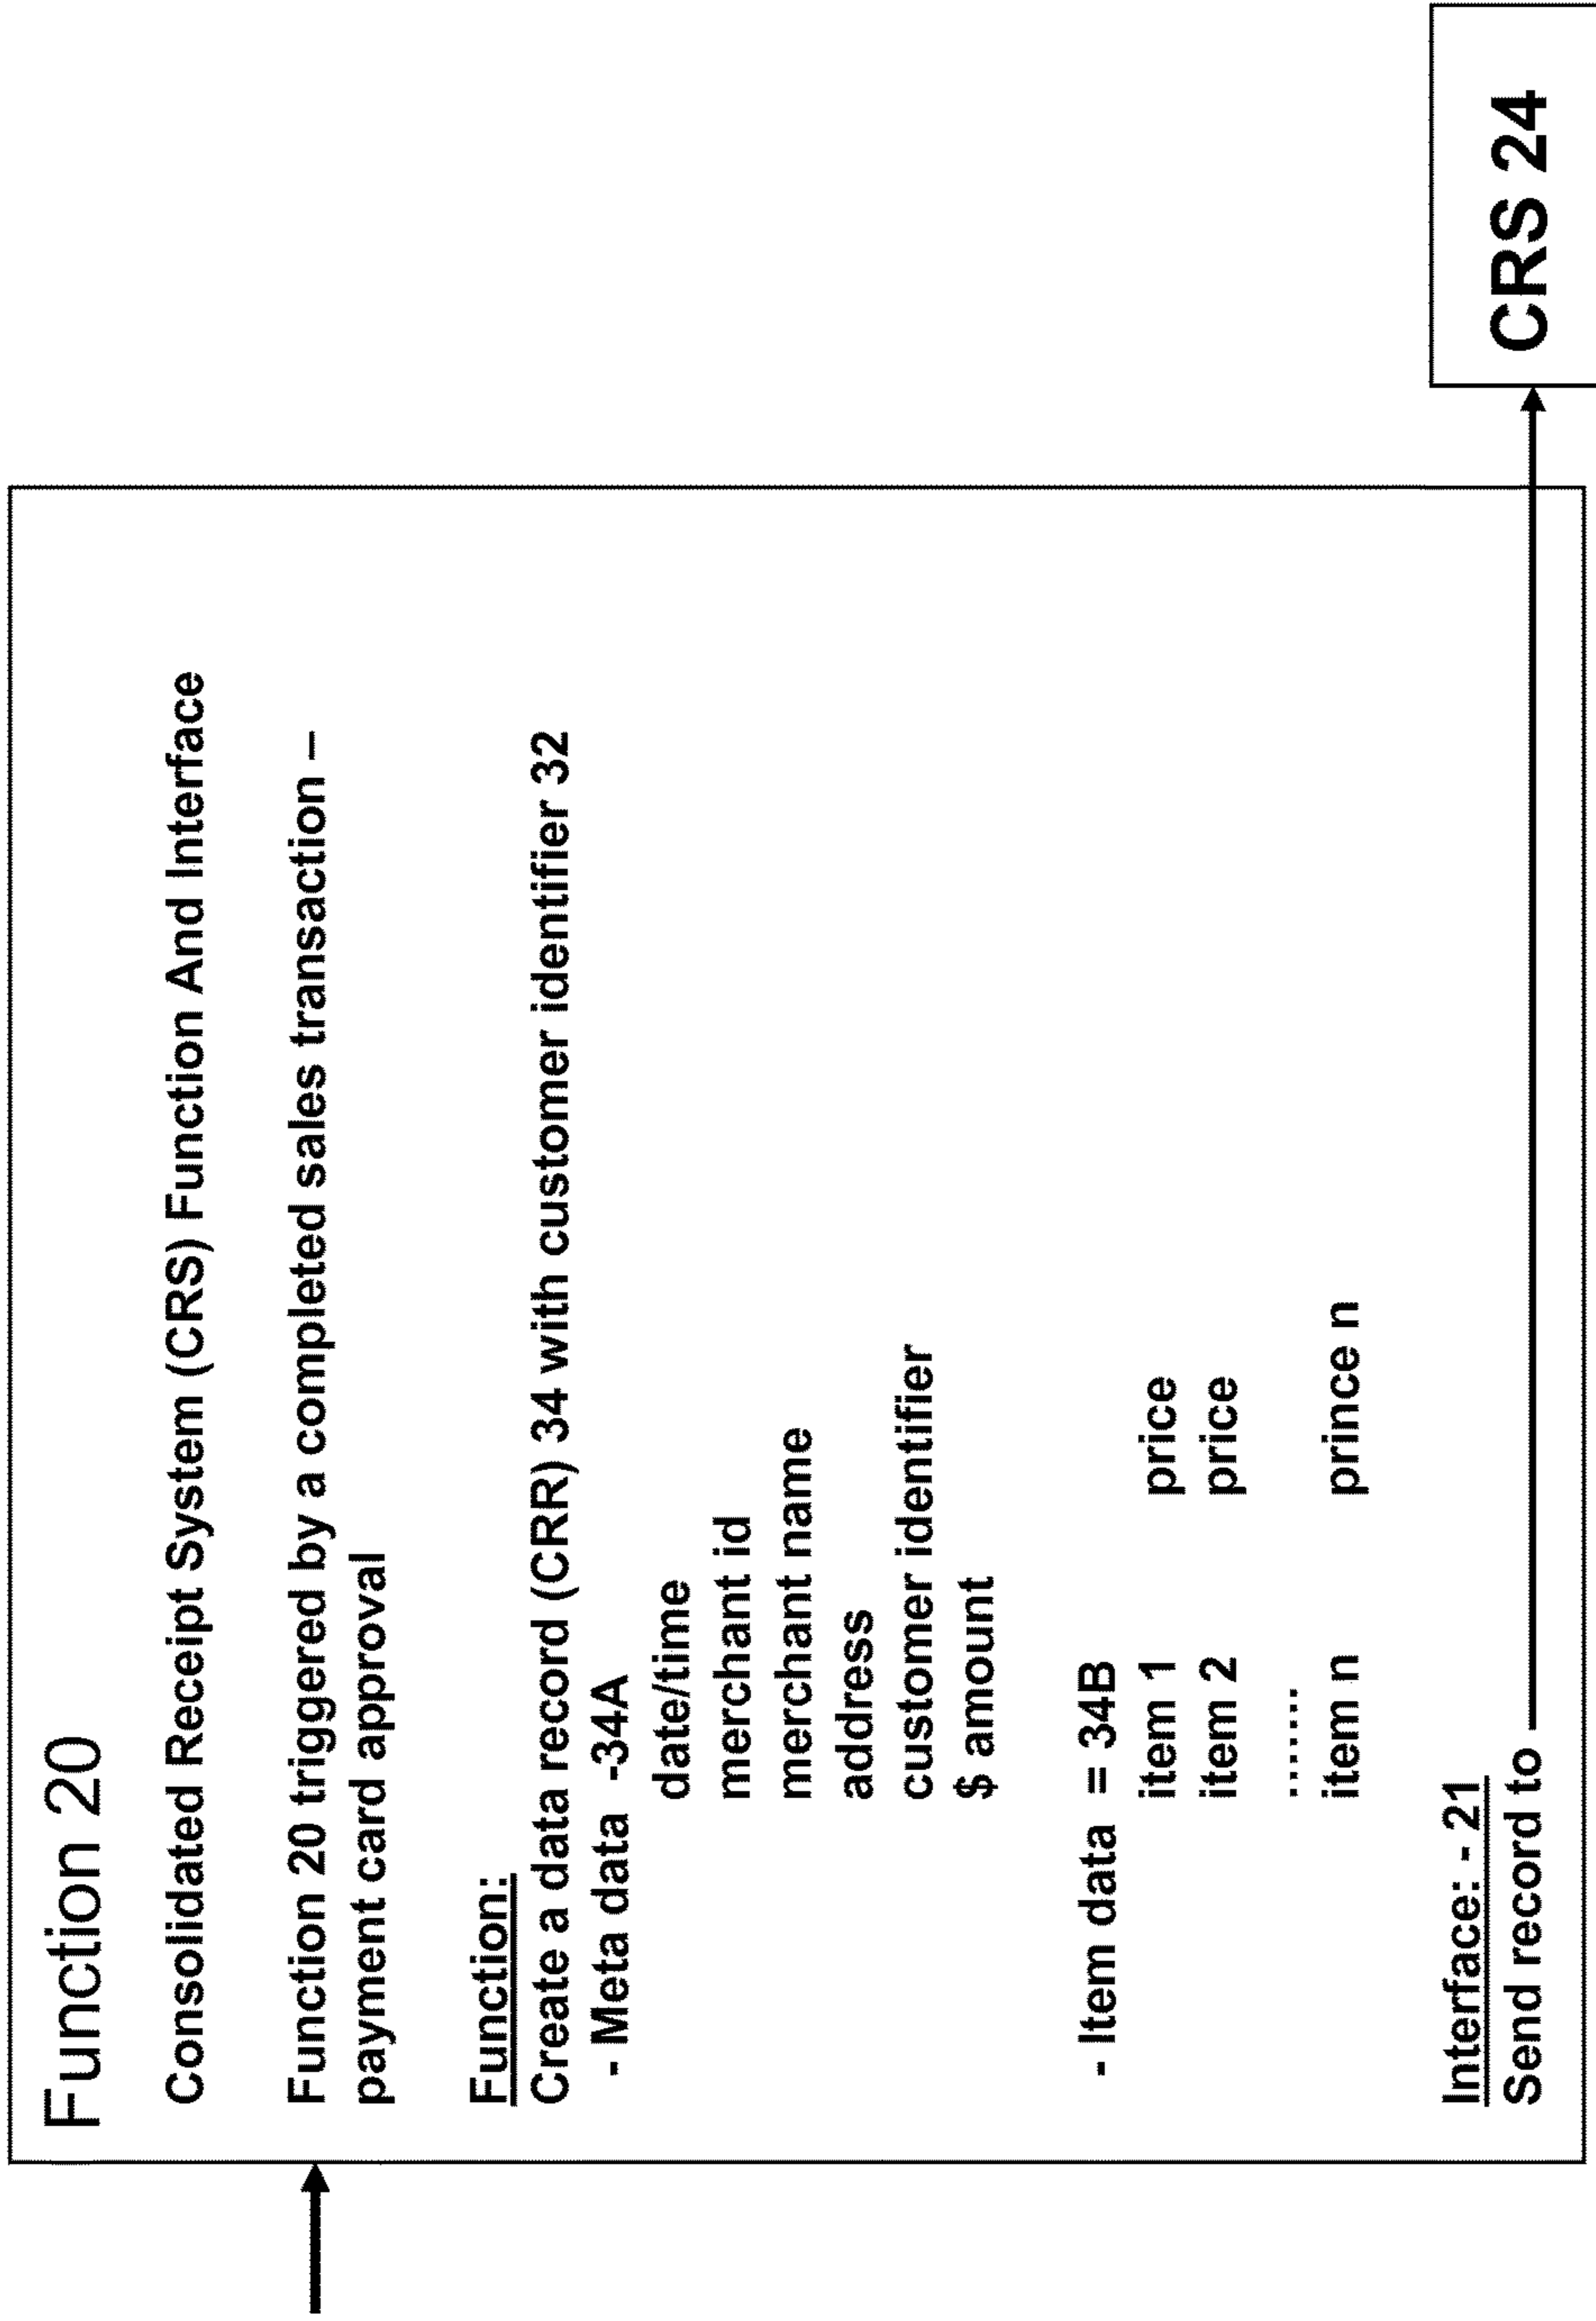 Function 20
Consolidated Receipt System (CRS) Function And Interface
Function 20 triggered by a completed sales transaction –
payment card approval
Function:
Create a data record (CRR) 34 with customer identifier 32
- Meta data -34A
date/time
merchant id
merchant name
address
customer identifier
$ amount
- Item data = 34B
item 1 price
item 2 price
.......
item n prince n
Interface: - 21
Send record to
CRS 24